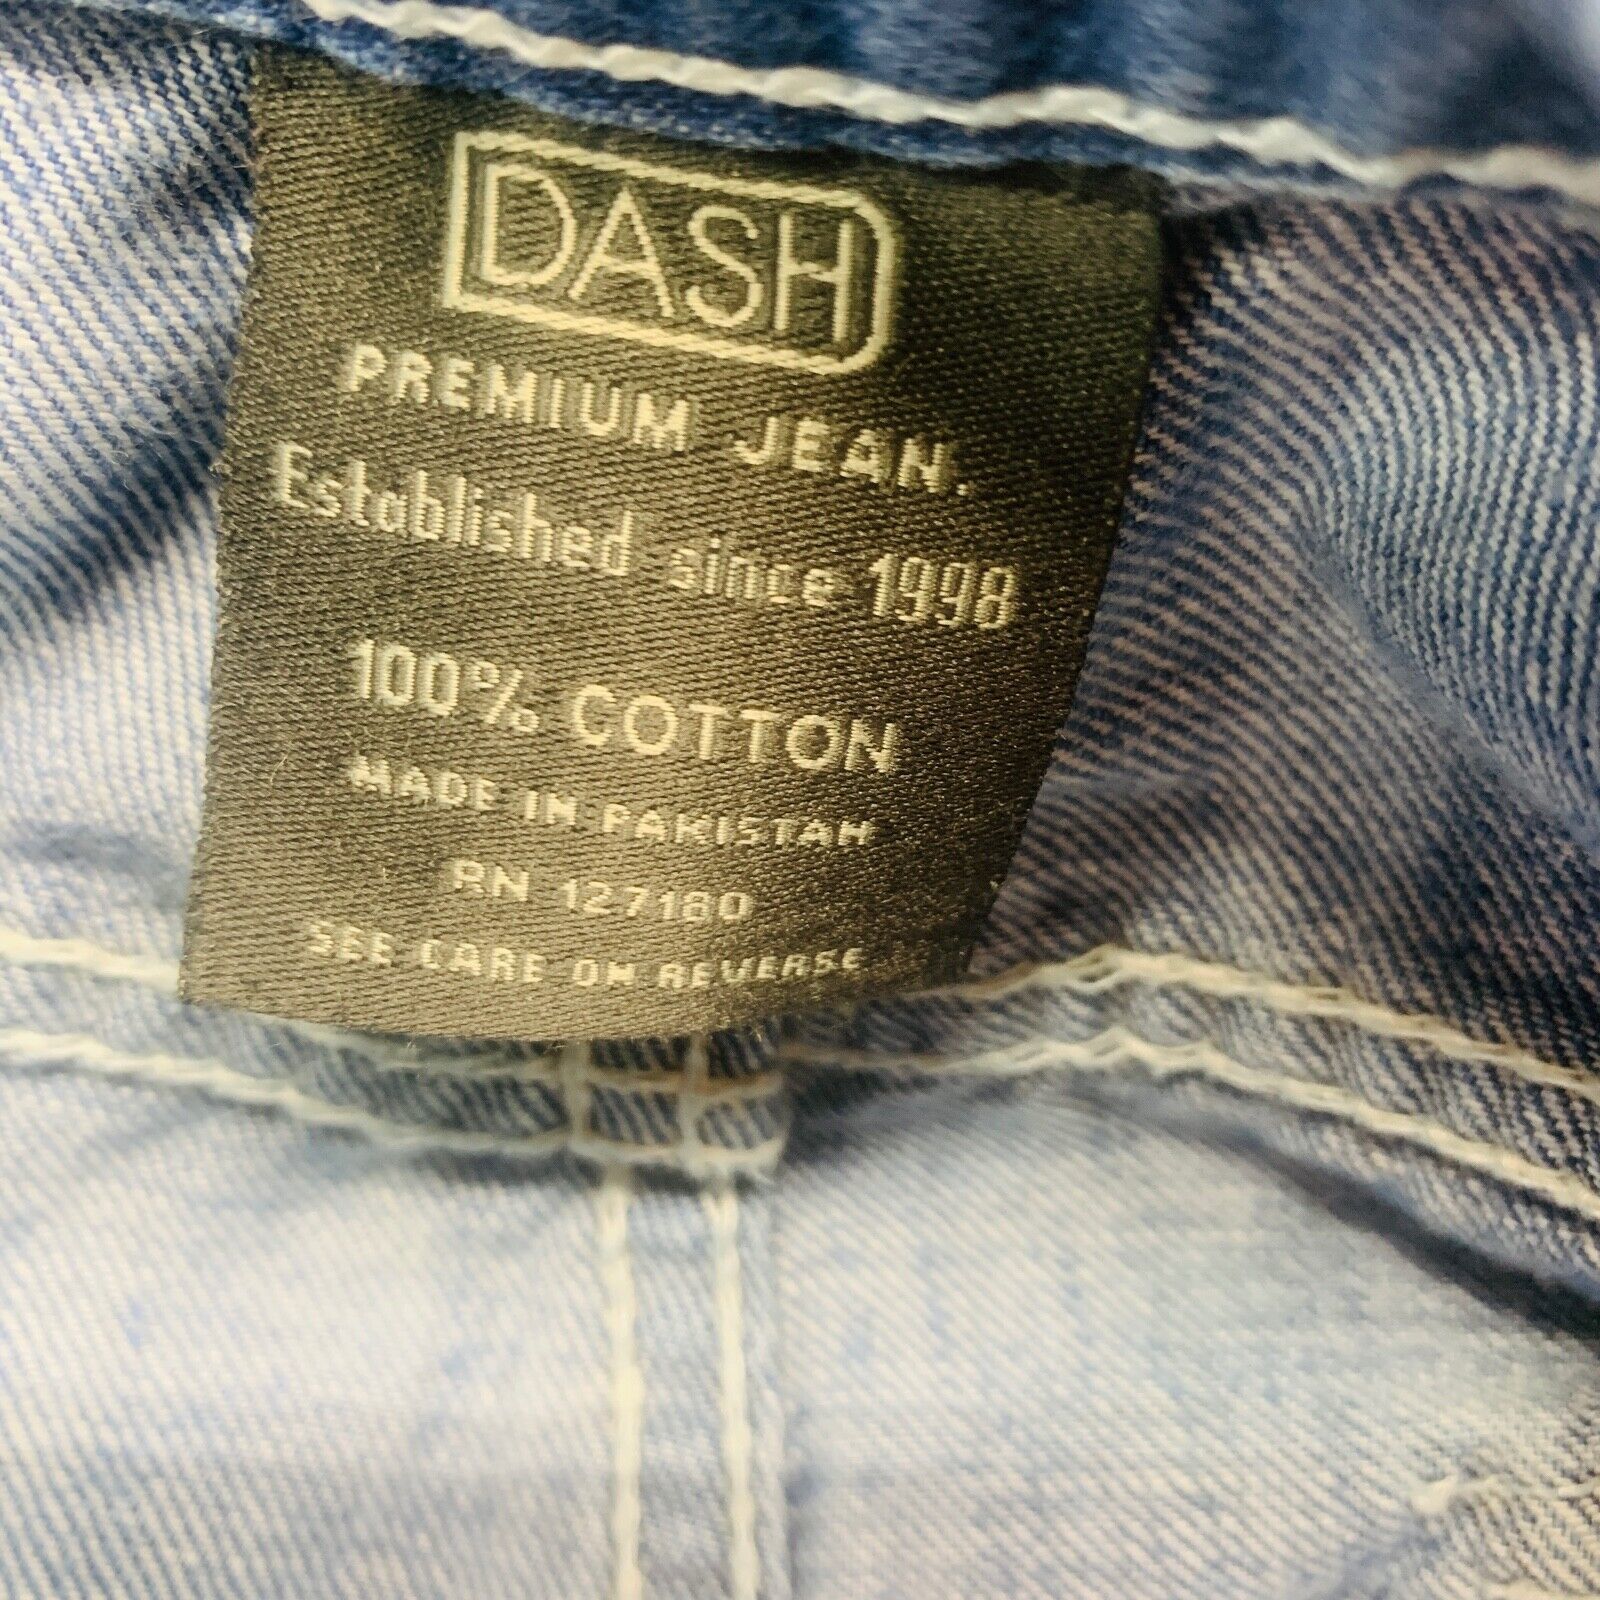 DASH
PREMIUM JEAN.
Established since 1998
100% COTTON
MADE IN PAKISTAN
RN 127180
SEE CARE ON REVERSE